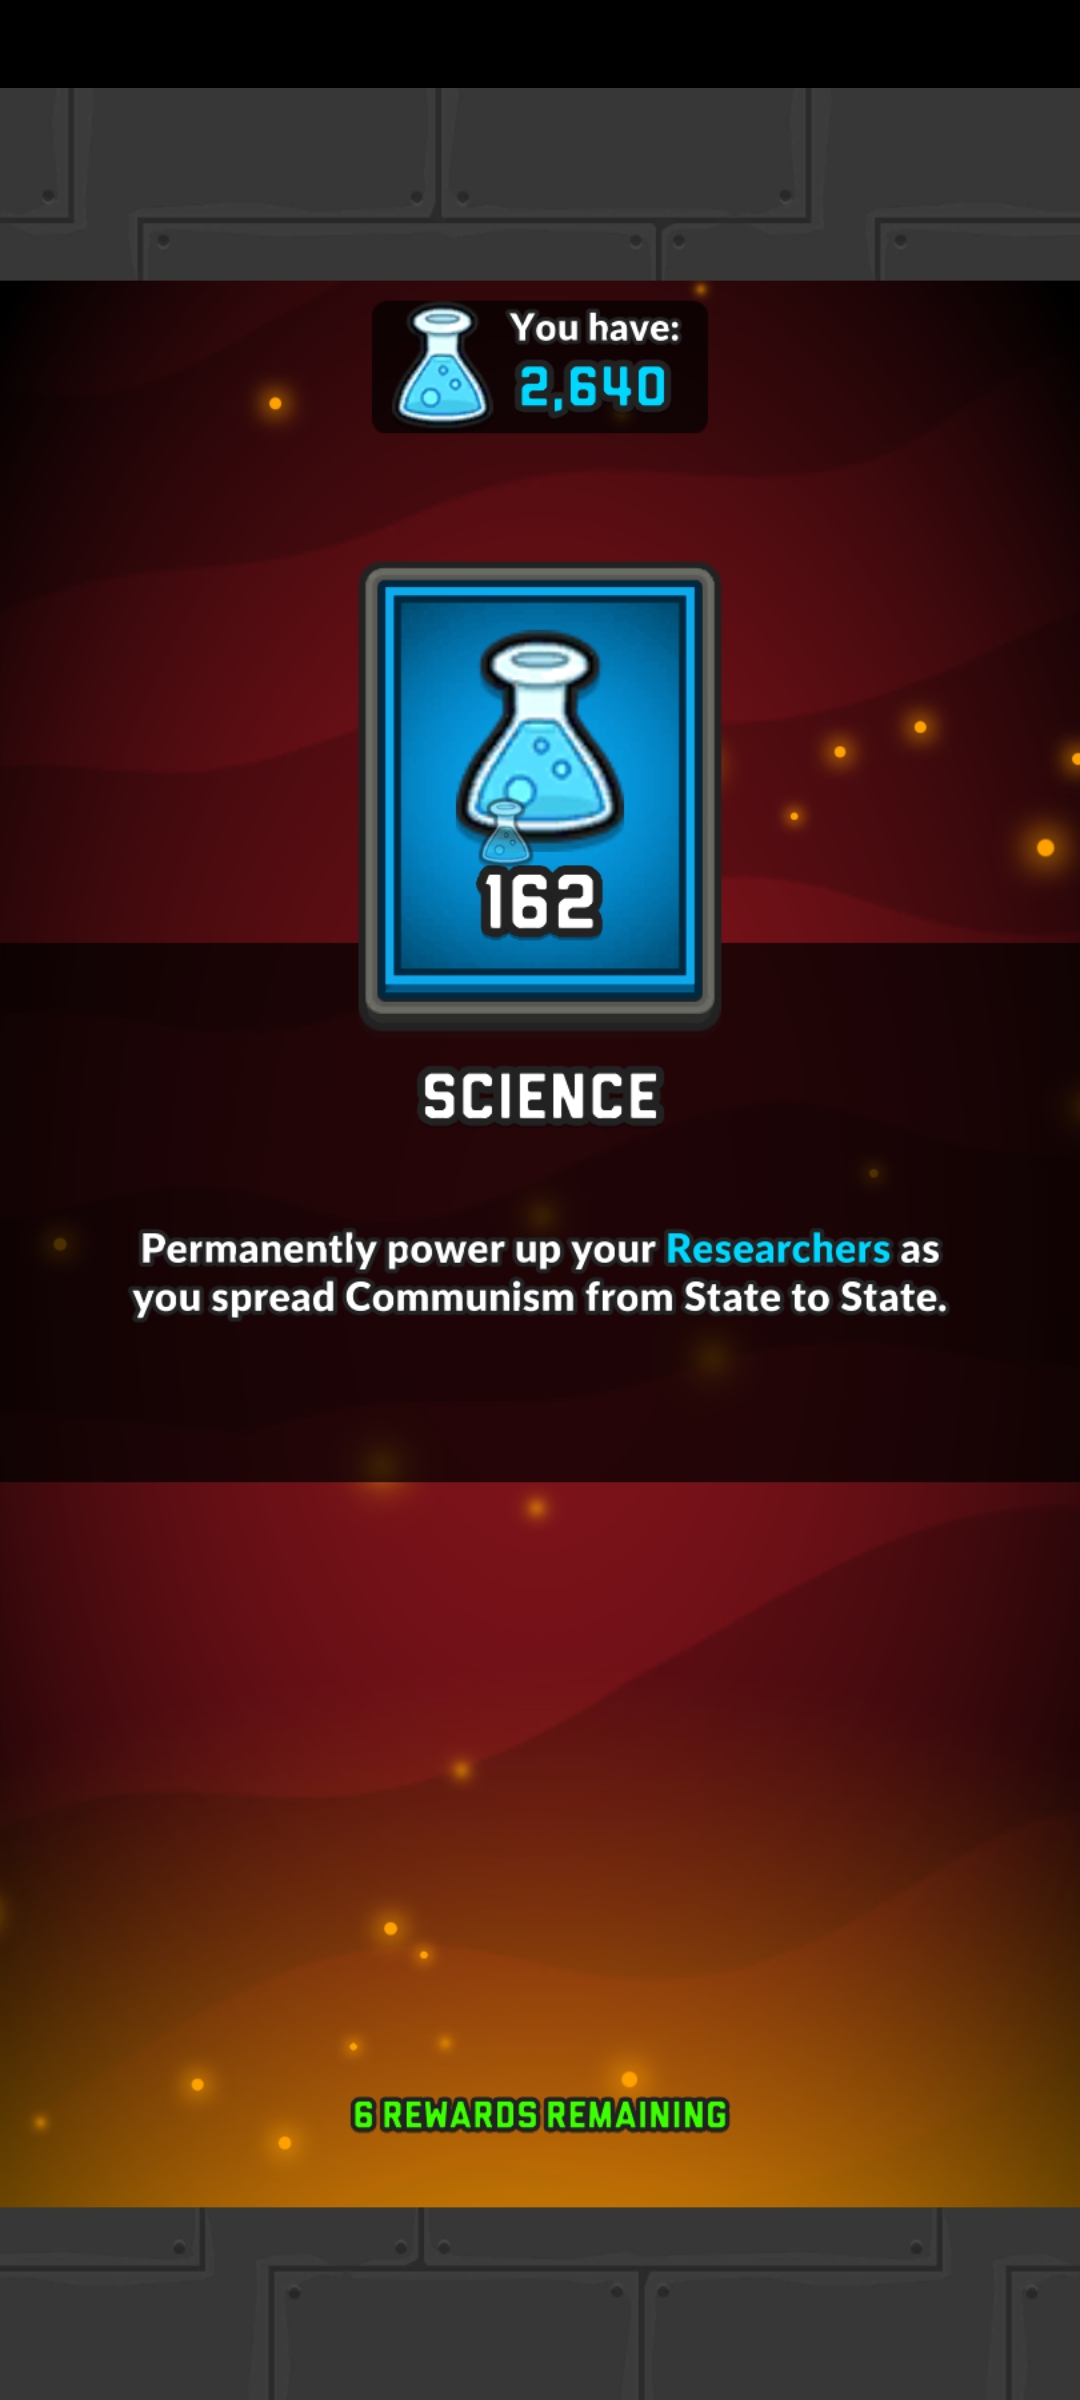 You have:
2,640
162
SCIENCE
Permanently power up your Researchers as
you spread Communism from State to State.
6 REWARDS REMAINING